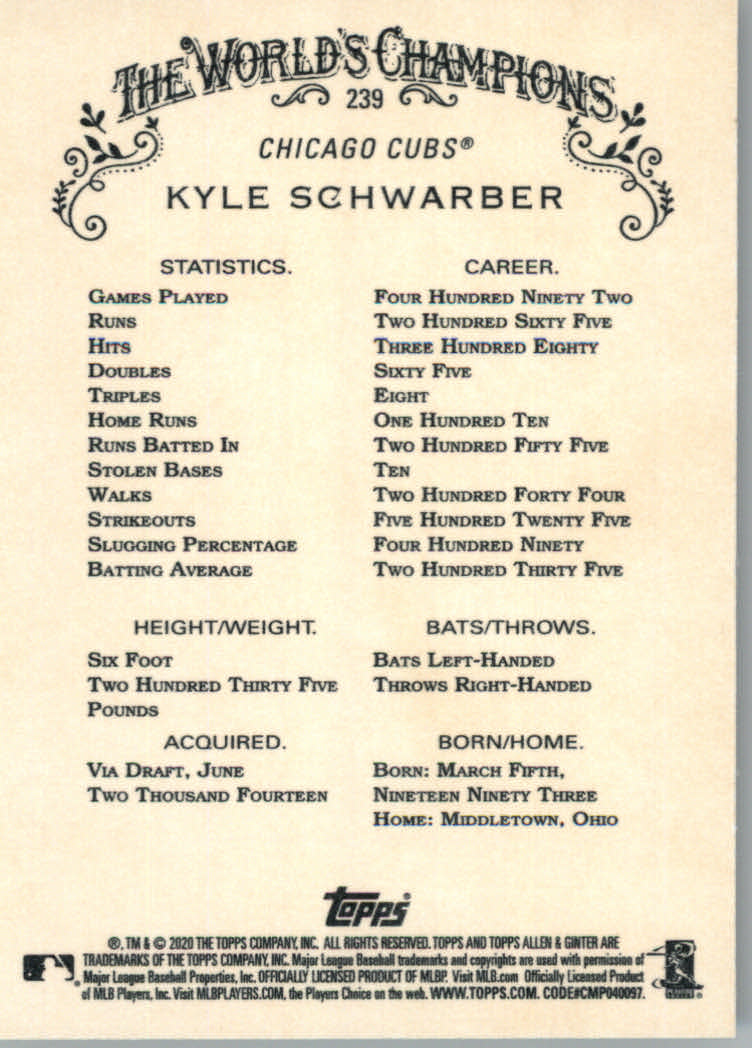 THE WORLD'S CHAMPIONS
239
CHICAGO CUBS®
KYLE SCHWARBER
STATISTICS. CAREER.
GAMES PLAYED FOUR HUNDRED NINETY TWO
RUNS TWO HUNDRED SIXTY FIVE
HITS THREE HUNDRED EIGHTY
DOUBLES SIXTY FIVE
TRIPLES EIGHT
HOME RUNS ONE HUNDRED TEN
RUNS BATTED IN TWO HUNDRED FIFTY FIVE
STOLEN BASES TEN
WALKS TWO HUNDRED FORTY FOUR
STRIKEOUTS FIVE HUNDRED TWENTY FIVE
SLUGGING PERCENTAGE FOUR HUNDRED NINETY
BATTING AVERAGE TWO HUNDRED THIRTY FIVE
HEIGHT/WEIGHT.
SIX FOOT
TWO HUNDRED THIRTY FIVE
POUNDS
BATS/THROWS.
BATS LEFT-HANDED
THROWS RIGHT-HANDED
ACQUIRED.
VIA DRAFT, JUNE
TWO THOUSAND FOURTEEN
BORN/HOME.
BORN: MARCH FIFTH,
NINETEEN NINETY THREE
HOME: MIDDLETOWN, OHIO
Topps®
®, TM & © 2020 THE TOPPS COMPANY, INC. ALL RIGHTS RESERVED. TOPPS AND TOPPS ALLEN & GINTER ARE
TRADEMARKS OF THE TOPPS COMPANY, INC. Major League Baseball trademarks and copyrights are used with permission of
Major League Baseball Properties, Inc. OFFICIALLY LICENSED PRODUCT OF MLBP. Visit MLB.com Officially Licensed Product
of MLB Players, Inc. Visit MLBPLAYERS.COM, the Players Choice on the web. WWW.TOPPS.COM. CODE#CMP040097.